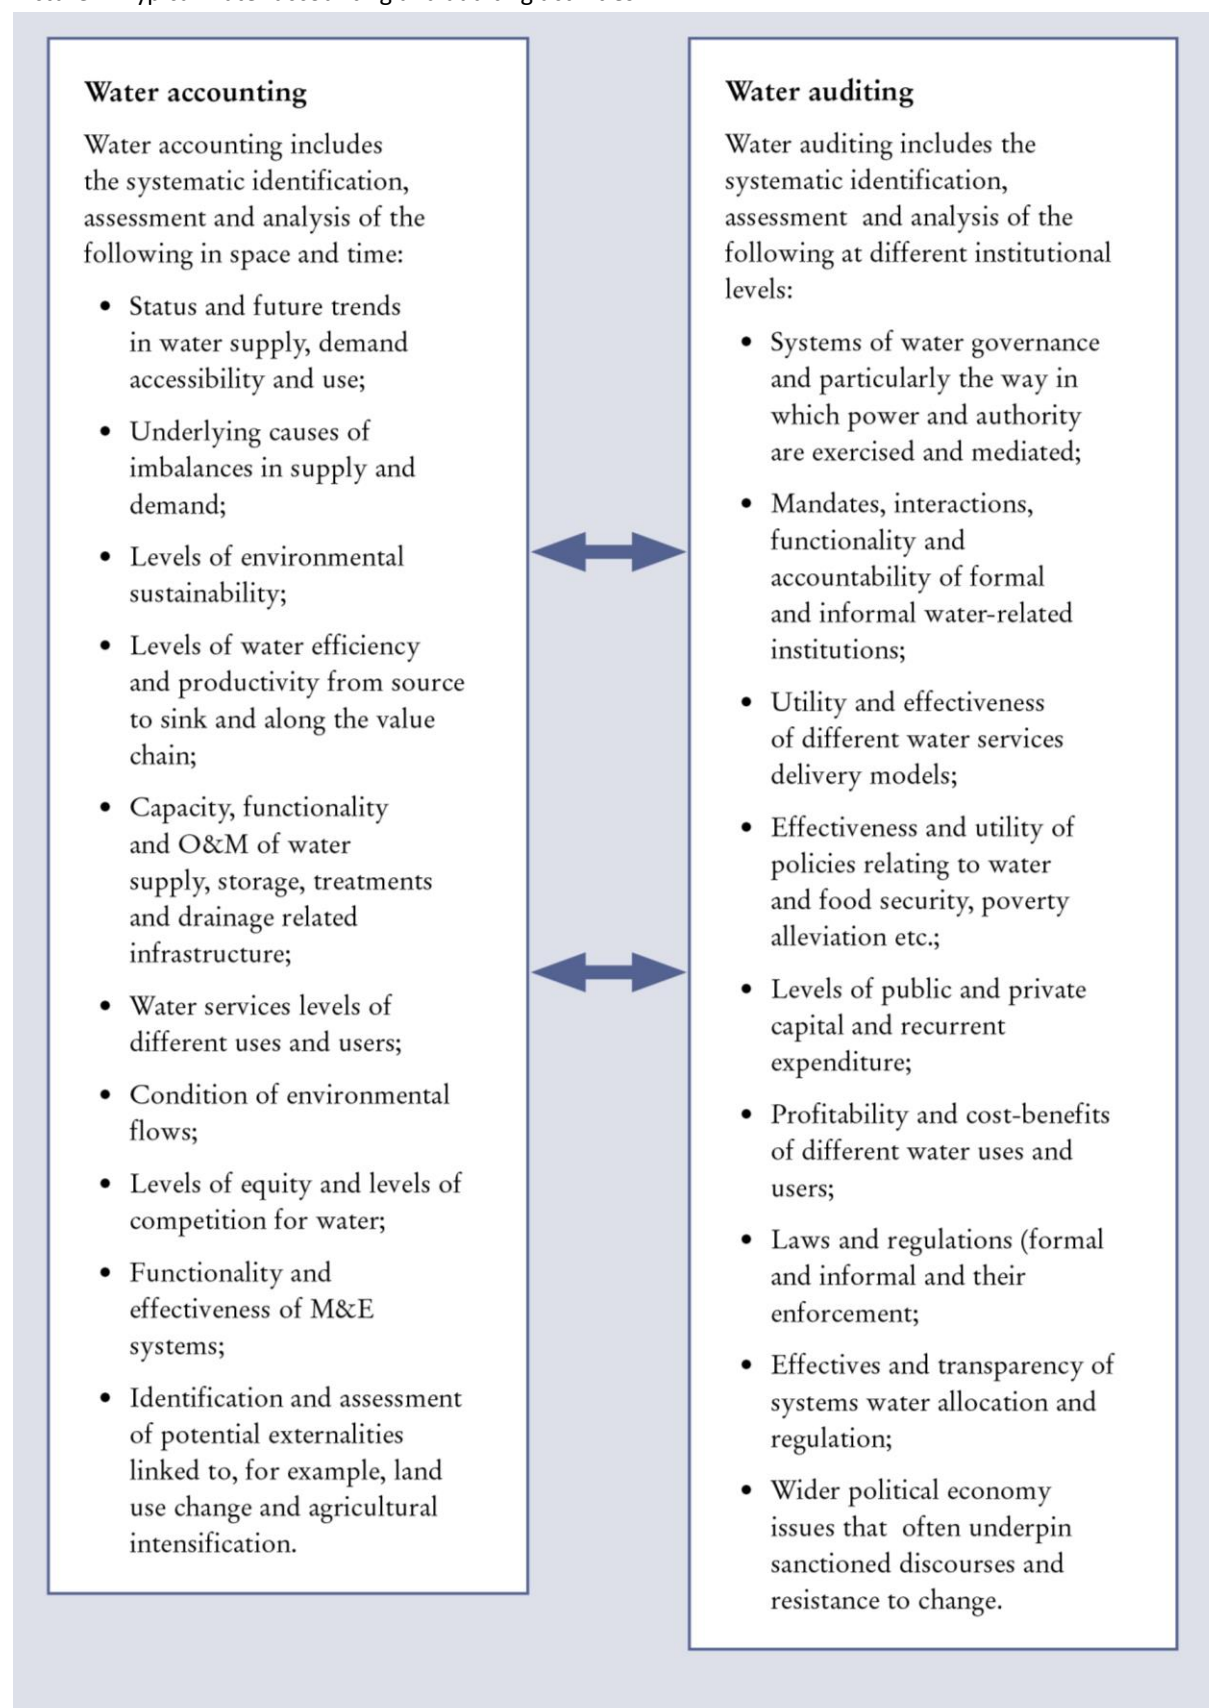 Water accounting
Water accounting includes
the systematic identification,
assessment and analysis of the
following in space and time:
• Status and future trends
in water supply, demand
accessibility and use;
• Underlying causes of
imbalances in supply and
demand;
• Levels of environmental
sustainability;
• Levels of water efficiency
and productivity from source
to sink and along the value
chain;
• Capacity, functionality
and O&M of water
supply, storage, treatments
and drainage related
infrastructure;
• Water services levels of
different uses and users;
• Condition of environmental
flows;
• Levels of equity and levels of
competition for water;
• Functionality and
effectiveness of M&E
systems;
• Identification and assessment
of potential externalities
linked to, for example, land
use change and agricultural
intensification.
Water auditing
Water auditing includes the
systematic identification,
assessment and analysis of the
following at different institutional
levels:
• Systems of water governance
and particularly the way in
which power and authority
are exercised and mediated;
• Mandates, interactions,
functionality and
accountability of formal
and informal water-related
institutions;
• Utility and effectiveness
of different water services
delivery models;
• Effectiveness and utility of
policies relating to water
and food security, poverty
alleviation etc.;
• Levels of public and private
capital and recurrent
expenditure;
• Profitability and cost-benefits
of different water uses and
users;
• Laws and regulations (formal
and informal and their
enforcement;
• Effectives and transparency of
systems water allocation and
regulation;
• Wider political economy
issues that often underpin
sanctioned discourses and
resistance to change.